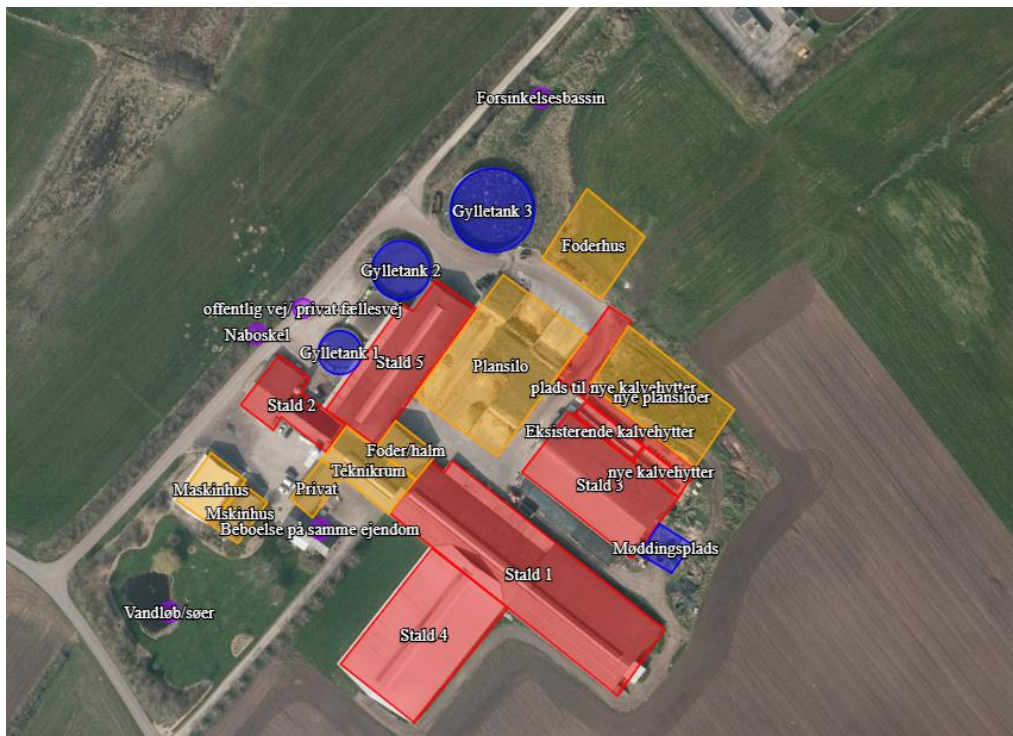 Forsinkelsesbassin
Gylletank 3
Foderhus
Gylletank 2
offentlig vej/ privat fællesvej
Naboskel
Gylletank 1
Stald 5
Plansilo
plads til nye kalvehytter
nye plansiloer
Stald 2
Eksisterende kalvehytter
Foder/halm
Teknikrum
nye kalvehytter
Stald 3
Maskinhus
Privat
Mskinhus
Beboelse på samme ejendom
Møddingsplads
Stald 1
Vandløb/søer
Stald 4